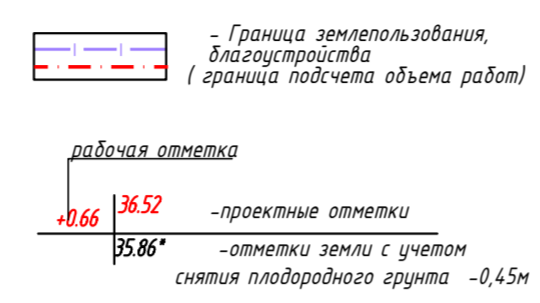 - Граница землепользования,
благоустройства
( граница подсчета объема работ)
рабочая отметка
+0.66 36.52 -проектные отметки
35.86* -отметки земли с учетом
снятия плодородного грунта -0,45м